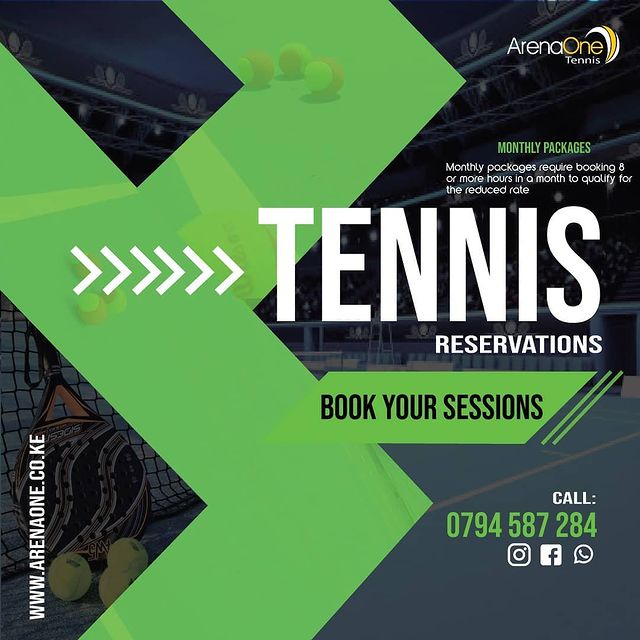 ArenaOne
Tennis
MONTHLY PACKAGES
Monthly packages require booking 8
or more hours in a month to qualify for
the reduced rate
TENNIS
RESERVATIONS
BOOK YOUR SESSIONS
CALL:
0794 587 284
WWW.ARENAONE.CO.KE